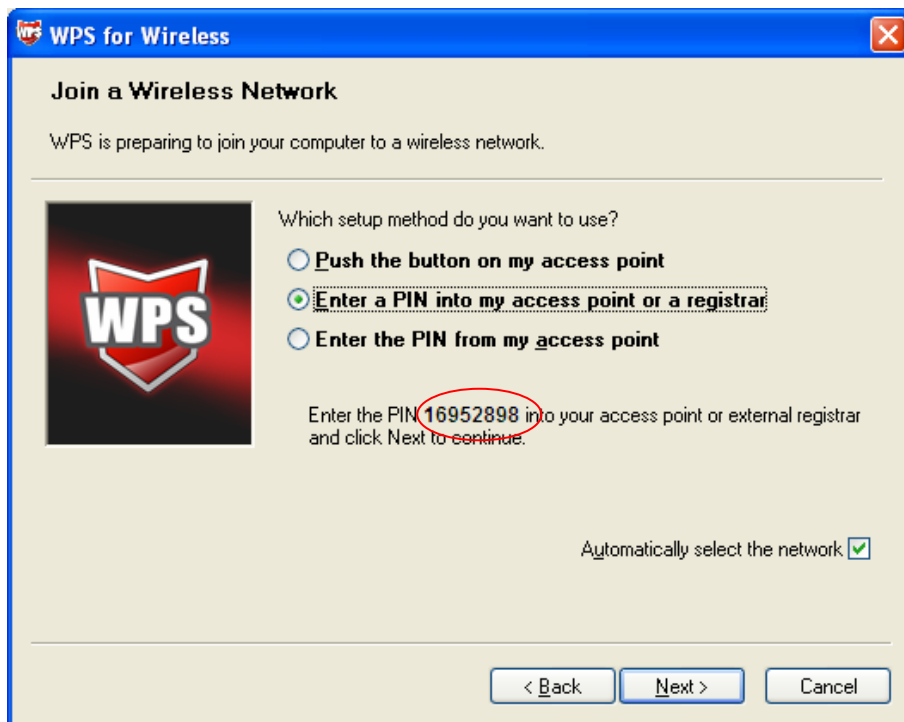 WPS WPS for Wireless
Join a Wireless Network
WPS is preparing to join your computer to a wireless network.
WPS
Which setup method do you want to use?
Push the button on my access point
Enter a PIN into my access point or a registrar
Enter the PIN from my access point
Enter the PIN 16952898 into your access point or external registrar
and click Next to continue.
Automatically select the network
< Back
Next >
Cancel